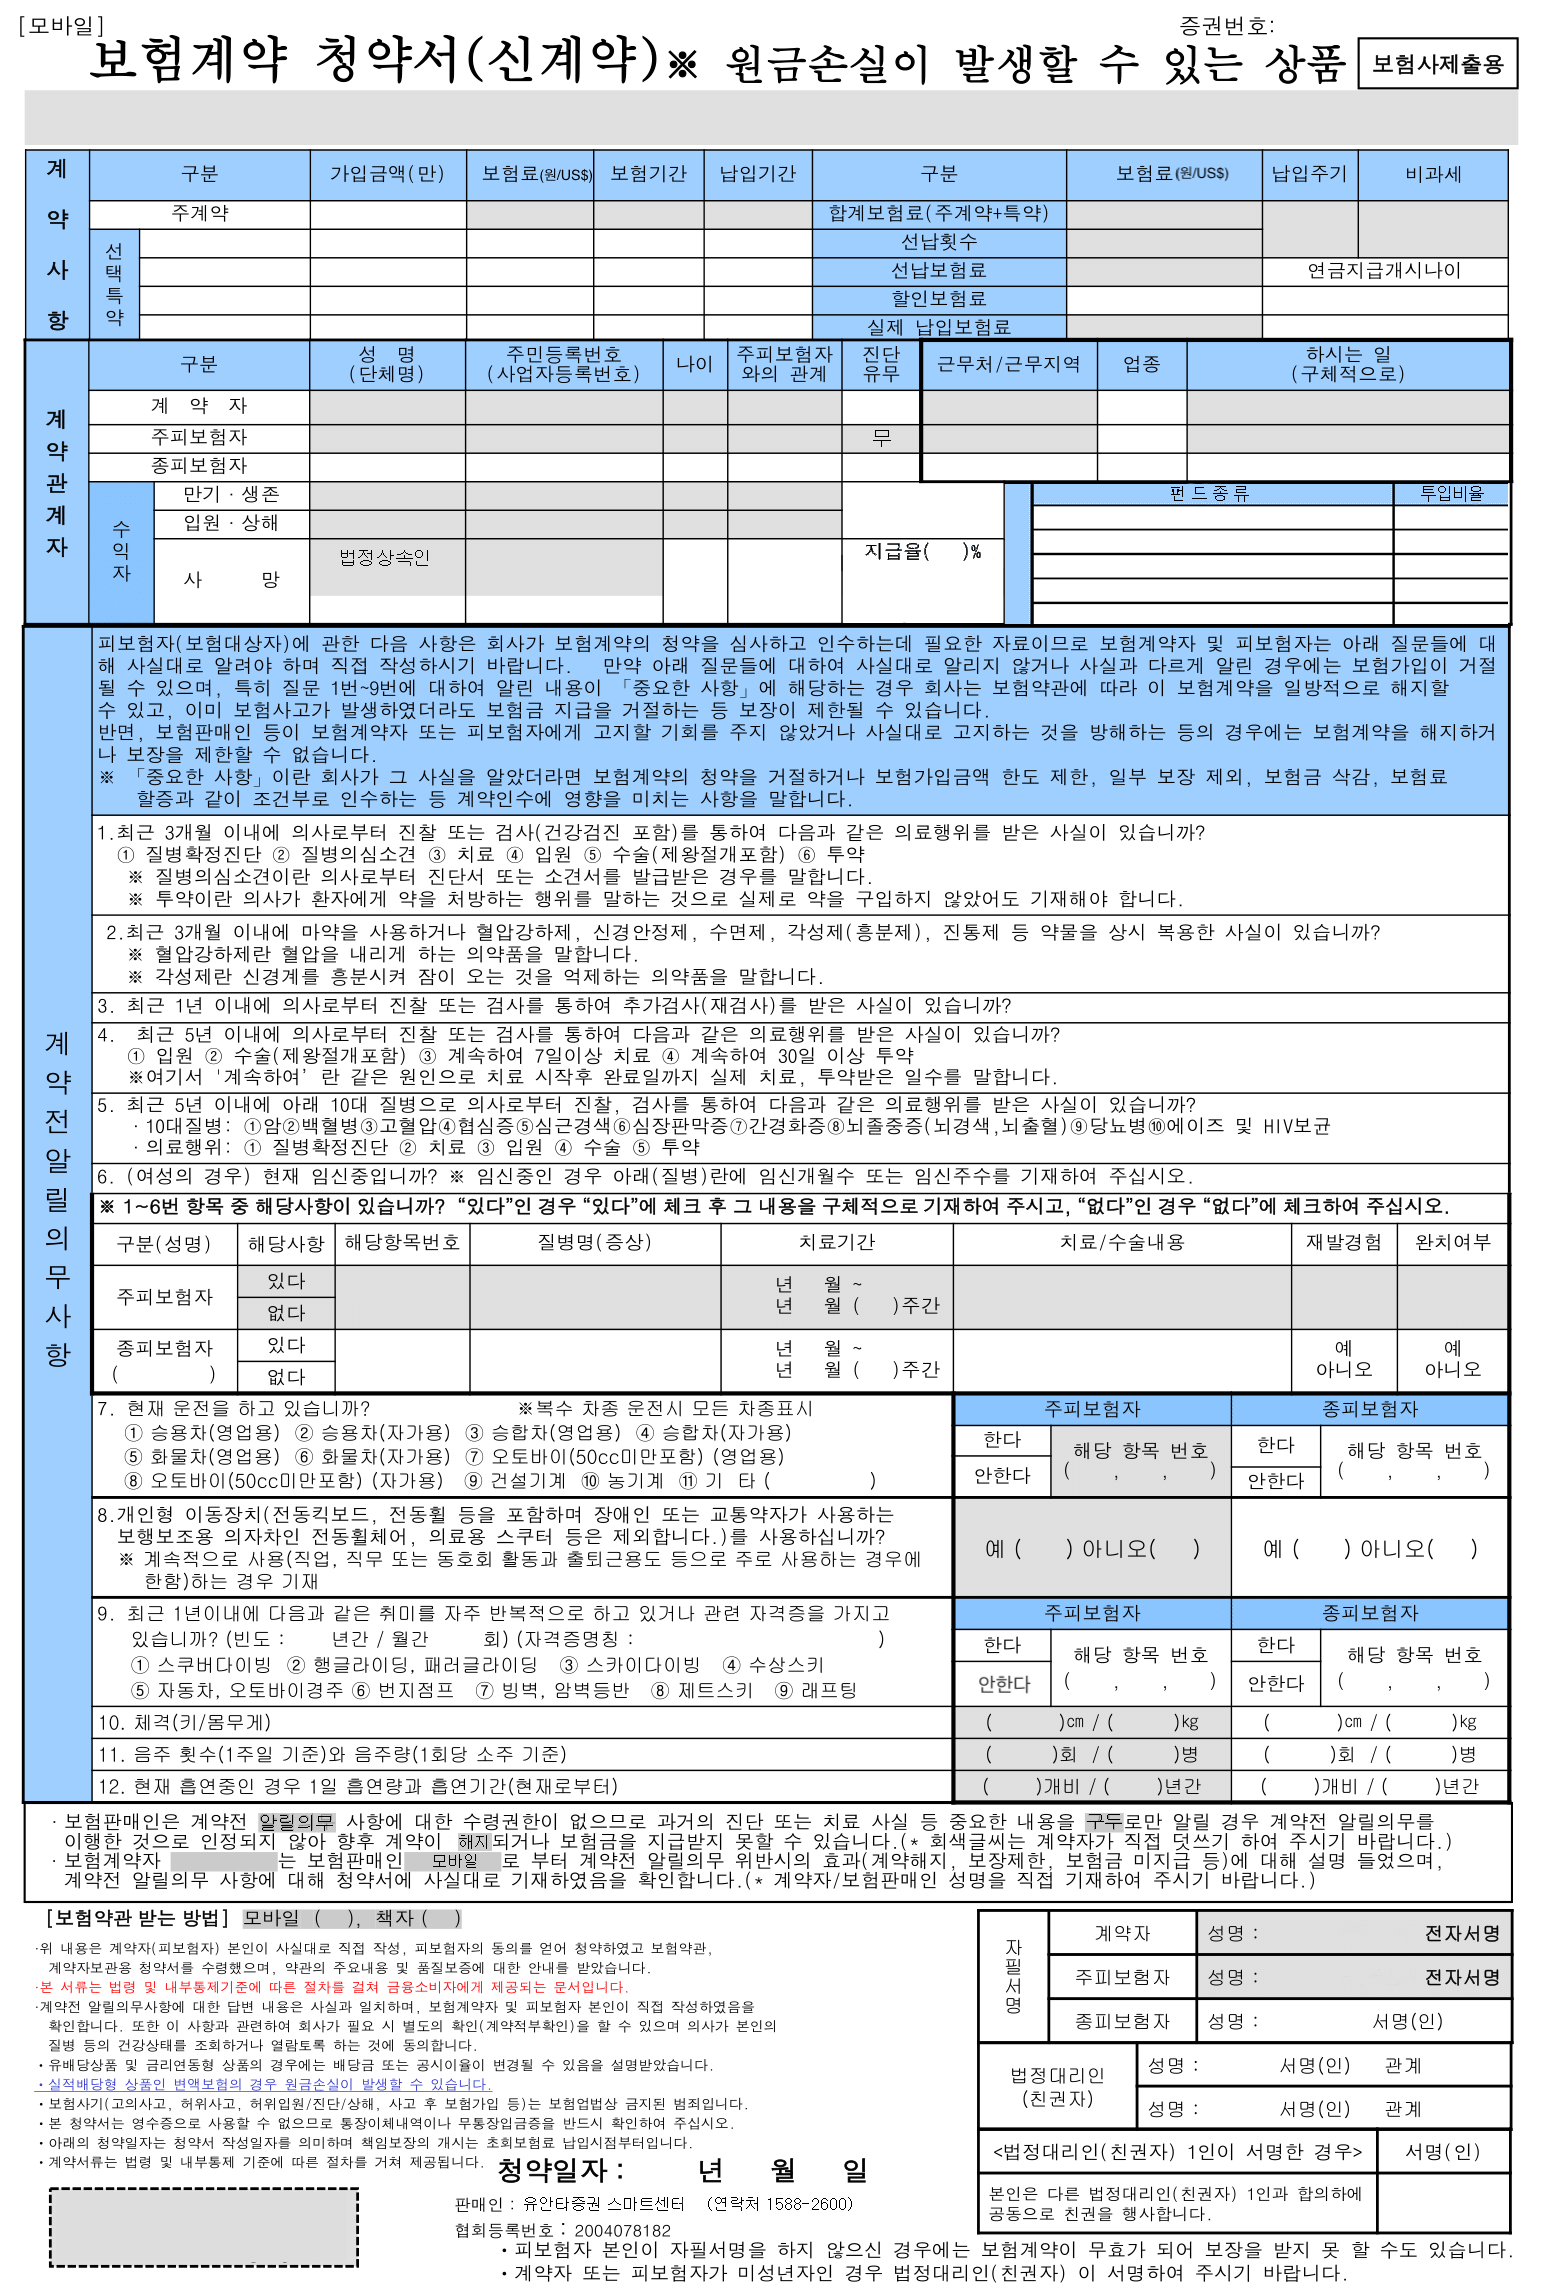 [모바일]
증권번호:
보험계약 청약서(신계약)※ 원금손실이 발생할 수 있는 상품
보험사제출용
계약사항
구분 가입금액(만) 보험료(원/US$) 보험기간 납입기간 구분 보험료(원/US$) 납입주기 비과세
주계약 합계보험료(주계약+특약)
선택특약
선납횟수
선납보험료 연금지급개시나이
할인보험료
실제 납입보험료
계약관계자
구분 성 명 (단체명) 주민등록번호 (사업자등록번호) 나이 주피보험자와의 관계 진단유무 근무처/근무지역 업종 하시는 일 (구체적으로)
계 약 자
주피보험자 무
종피보험자
수익자
만기 · 생존 펀드종류 투입비율
입원 · 상해
사 망 법정상속인 지급율( )%
계약전알릴의무사항
피보험자(보험대상자)에 관한 다음 사항은 회사가 보험계약의 청약을 심사하고 인수하는데 필요한 자료이므로 보험계약자 및 피보험자는 아래 질문들에 대
해 사실대로 알려야 하며 직접 작성하시기 바랍니다. 만약 아래 질문들에 대하여 사실대로 알리지 않거나 사실과 다르게 알린 경우에는 보험가입이 거절
될 수 있으며, 특히 질문 1번~9번에 대하여 알린 내용이 「중요한 사항」에 해당하는 경우 회사는 보험약관에 따라 이 보험계약을 일방적으로 해지할
수 있고, 이미 보험사고가 발생하였더라도 보험금 지급을 거절하는 등 보장이 제한될 수 있습니다.
반면, 보험판매인 등이 보험계약자 또는 피보험자에게 고지할 기회를 주지 않았거나 사실대로 고지하는 것을 방해하는 등의 경우에는 보험계약을 해지하거
나 보장을 제한할 수 없습니다.
※ 「중요한 사항」이란 회사가 그 사실을 알았더라면 보험계약의 청약을 거절하거나 보험가입금액 한도 제한, 일부 보장 제외, 보험금 삭감, 보험료
할증과 같이 조건부로 인수하는 등 계약인수에 영향을 미치는 사항을 말합니다.
1.최근 3개월 이내에 의사로부터 진찰 또는 검사(건강검진 포함)를 통하여 다음과 같은 의료행위를 받은 사실이 있습니까?
① 질병확정진단 ② 질병의심소견 ③ 치료 ④ 입원 ⑤ 수술(제왕절개포함) ⑥ 투약
※ 질병의심소견이란 의사로부터 진단서 또는 소견서를 발급받은 경우를 말합니다.
※ 투약이란 의사가 환자에게 약을 처방하는 행위를 말하는 것으로 실제로 약을 구입하지 않았어도 기재해야 합니다.
2.최근 3개월 이내에 마약을 사용하거나 혈압강하제, 신경안정제, 수면제, 각성제(흥분제), 진통제 등 약물을 상시 복용한 사실이 있습니까?
※ 혈압강하제란 혈압을 내리게 하는 의약품을 말합니다.
※ 각성제란 신경계를 흥분시켜 잠이 오는 것을 억제하는 의약품을 말합니다.
3. 최근 1년 이내에 의사로부터 진찰 또는 검사를 통하여 추가검사(재검사)를 받은 사실이 있습니까?
4. 최근 5년 이내에 의사로부터 진찰 또는 검사를 통하여 다음과 같은 의료행위를 받은 사실이 있습니까?
① 입원 ② 수술(제왕절개포함) ③ 계속하여 7일이상 치료 ④ 계속하여 30일 이상 투약
※여기서 '계속하여’ 란 같은 원인으로 치료 시작후 완료일까지 실제 치료, 투약받은 일수를 말합니다.
5. 최근 5년 이내에 아래 10대 질병으로 의사로부터 진찰, 검사를 통하여 다음과 같은 의료행위를 받은 사실이 있습니까?
· 10대질병: ①암②백혈병③고혈압④협심증⑤심근경색⑥심장판막증⑦간경화증⑧뇌졸중증(뇌경색,뇌출혈)⑨당뇨병⑩에이즈 및 HIV보균
· 의료행위: ① 질병확정진단 ② 치료 ③ 입원 ④ 수술 ⑤ 투약
6. (여성의 경우) 현재 임신중입니까? ※ 임신중인 경우 아래(질병)란에 임신개월수 또는 임신주수를 기재하여 주십시오.
※ 1~6번 항목 중 해당사항이 있습니까? “있다”인 경우 “있다”에 체크 후 그 내용을 구체적으로 기재하여 주시고, “없다”인 경우 “없다”에 체크하여 주십시오.
구분(성명) 해당사항 해당항목번호 질병명(증상) 치료기간 치료/수술내용 재발경험 완치여부
주피보험자 있다 년 월 ~
없다 년 월 ( )주간
종피보험자 있다 년 월 ~ 예 예
( ) 없다 년 월 ( )주간 아니오 아니오
7. 현재 운전을 하고 있습니까? ※복수 차종 운전시 모든 차종표시 주피보험자 종피보험자
① 승용차(영업용) ② 승용차(자가용) ③ 승합차(영업용) ④ 승합차(자가용) 한다 해당 항목 번호 한다 해당 항목 번호
⑤ 화물차(영업용) ⑥ 화물차(자가용) ⑦ 오토바이(50cc미만포함) (영업용) 안한다 ( , , ) 안한다 ( , , )
⑧ 오토바이(50cc미만포함) (자가용) ⑨ 건설기계 ⑩ 농기계 ⑪ 기 타 ( )
8.개인형 이동장치(전동킥보드, 전동휠 등을 포함하며 장애인 또는 교통약자가 사용하는
보행보조용 의자차인 전동휠체어, 의료용 스쿠터 등은 제외합니다.)를 사용하십니까?
예 ( ) 아니오( ) 예 ( ) 아니오( )
※ 계속적으로 사용(직업, 직무 또는 동호회 활동과 출퇴근용도 등으로 주로 사용하는 경우에
한함)하는 경우 기재
9. 최근 1년이내에 다음과 같은 취미를 자주 반복적으로 하고 있거나 관련 자격증을 가지고 주피보험자 종피보험자
있습니까? (빈도 : 년간 / 월간 회) (자격증명칭 : ) 한다 해당 항목 번호 한다 해당 항목 번호
① 스쿠버다이빙 ② 행글라이딩, 패러글라이딩 ③ 스카이다이빙 ④ 수상스키 안한다 ( , , ) 안한다 ( , , )
⑤ 자동차, 오토바이경주 ⑥ 번지점프 ⑦ 빙벽, 암벽등반 ⑧ 제트스키 ⑨ 래프팅
10. 체격(키/몸무게) ( )㎝ / ( )㎏ ( )㎝ / ( )㎏
11. 음주 횟수(1주일 기준)와 음주량(1회당 소주 기준) ( )회 / ( )병 ( )회 / ( )병
12. 현재 흡연중인 경우 1일 흡연량과 흡연기간(현재로부터) ( )개비 / ( )년간 ( )개비 / ( )년간
· 보험판매인은 계약전 알릴의무 사항에 대한 수령권한이 없으므로 과거의 진단 또는 치료 사실 등 중요한 내용을 구두로만 알릴 경우 계약전 알릴의무를
이행한 것으로 인정되지 않아 향후 계약이 해지되거나 보험금을 지급받지 못할 수 있습니다.(* 회색글씨는 계약자가 직접 덧쓰기 하여 주시기 바랍니다.)
· 보험계약자 는 보험판매인 모바일 로 부터 계약전 알릴의무 위반시의 효과(계약해지, 보장제한, 보험금 미지급 등)에 대해 설명 들었으며,
계약전 알릴의무 사항에 대해 청약서에 사실대로 기재하였음을 확인합니다.(* 계약자/보험판매인 성명을 직접 기재하여 주시기 바랍니다.)
[보험약관 받는 방법] 모바일 ( ), 책자 ( )
·위 내용은 계약자(피보험자) 본인이 사실대로 직접 작성, 피보험자의 동의를 얻어 청약하였고 보험약관,
계약자보관용 청약서를 수령했으며, 약관의 주요내용 및 품질보증에 대한 안내를 받았습니다.
·본 서류는 법령 및 내부통제기준에 따른 절차를 걸쳐 금융소비자에게 제공되는 문서입니다.
·계약전 알릴의무사항에 대한 답변 내용은 사실과 일치하며, 보험계약자 및 피보험자 본인이 직접 작성하였음을
확인합니다. 또한 이 사항과 관련하여 회사가 필요 시 별도의 확인(계약적부확인)을 할 수 있으며 의사가 본인의
질병 등의 건강상태를 조회하거나 열람토록 하는 것에 동의합니다.
• 유배당상품 및 금리연동형 상품의 경우에는 배당금 또는 공시이율이 변경될 수 있음을 설명받았습니다.
• 실적배당형 상품인 변액보험의 경우 원금손실이 발생할 수 있습니다.
• 보험사기(고의사고, 허위사고, 허위입원/진단/상해, 사고 후 보험가입 등)는 보험업법상 금지된 범죄입니다.
• 본 청약서는 영수증으로 사용할 수 없으므로 통장이체내역이나 무통장입금증을 반드시 확인하여 주십시오.
• 아래의 청약일자는 청약서 작성일자를 의미하며 책임보장의 개시는 초회보험료 납입시점부터입니다.
• 계약서류는 법령 및 내부통제 기준에 따른 절차를 거쳐 제공됩니다.
자필서명
계약자 성명 : 전자서명
주피보험자 성명 : 전자서명
종피보험자 성명 : 서명(인)
법정대리인 (친권자)
성명 : 서명(인) 관계
성명 : 서명(인) 관계
<법정대리인(친권자) 1인이 서명한 경우> 서명(인)
본인은 다른 법정대리인(친권자) 1인과 합의하에
공동으로 친권을 행사합니다.
청약일자 : 년 월 일
판매인 : 유안타증권 스마트센터 (연락처 1588-2600)
협회등록번호 : 2004078182
• 피보험자 본인이 자필서명을 하지 않으신 경우에는 보험계약이 무효가 되어 보장을 받지 못 할 수도 있습니다.
• 계약자 또는 피보험자가 미성년자인 경우 법정대리인(친권자) 이 서명하여 주시기 바랍니다.